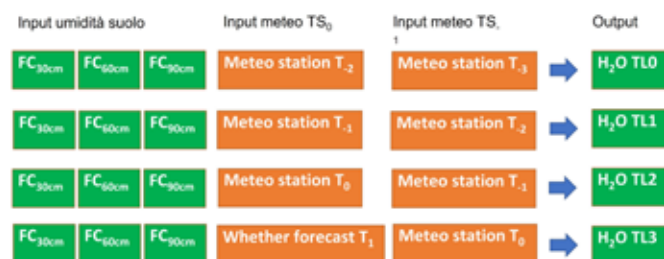 Input umidità suolo Input meteo TS₀ Input meteo TS₋₁ Output
FC₃₀cm FC₆₀cm FC₉₀cm Meteo station T₋₂ Meteo station T₋₃ H₂O TL0
FC₃₀cm FC₆₀cm FC₉₀cm Meteo station T₋₁ Meteo station T₋₂ H₂O TL1
FC₃₀cm FC₆₀cm FC₉₀cm Meteo station T₀ Meteo station T₋₁ H₂O TL2
FC₃₀cm FC₆₀cm FC₉₀cm Whether forecast T₁ Meteo station T₀ H₂O TL3